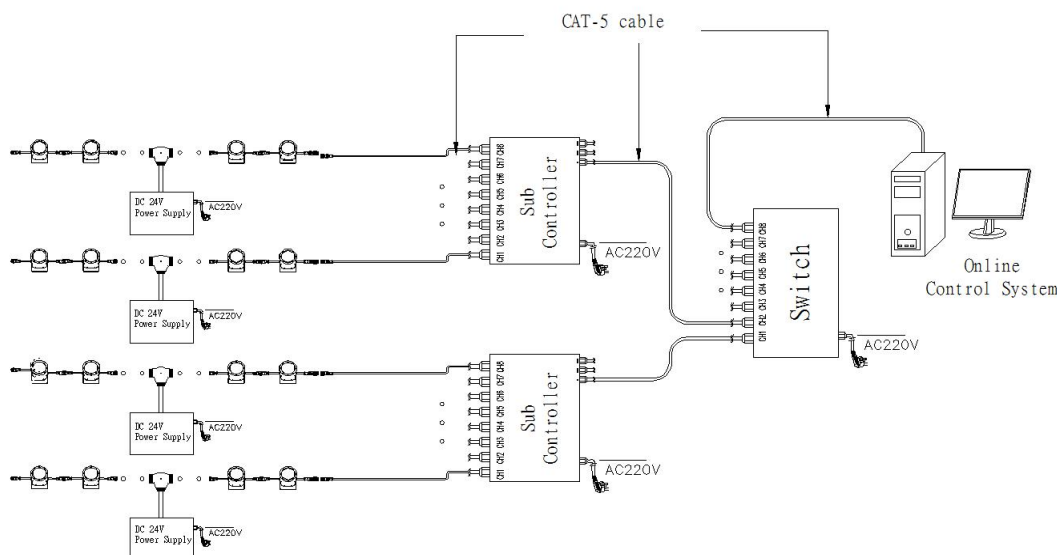 CAT-5 cable
DC 24V
Power Supply
AC220V
DC 24V
Power Supply
AC220V
DC 24V
Power Supply
AC220V
DC 24V
Power Supply
AC220V
CH8
CH7
CH6
CH5
CH4
CH3
CH2
CH1
Sub
Controller
AC220V
CH8
CH7
CH6
CH5
CH4
CH3
CH2
CH1
Sub
Controller
AC220V
CH8
CH7
CH6
CH5
CH4
CH3
CH2
CH1
Switch
AC220V
Online
Control System